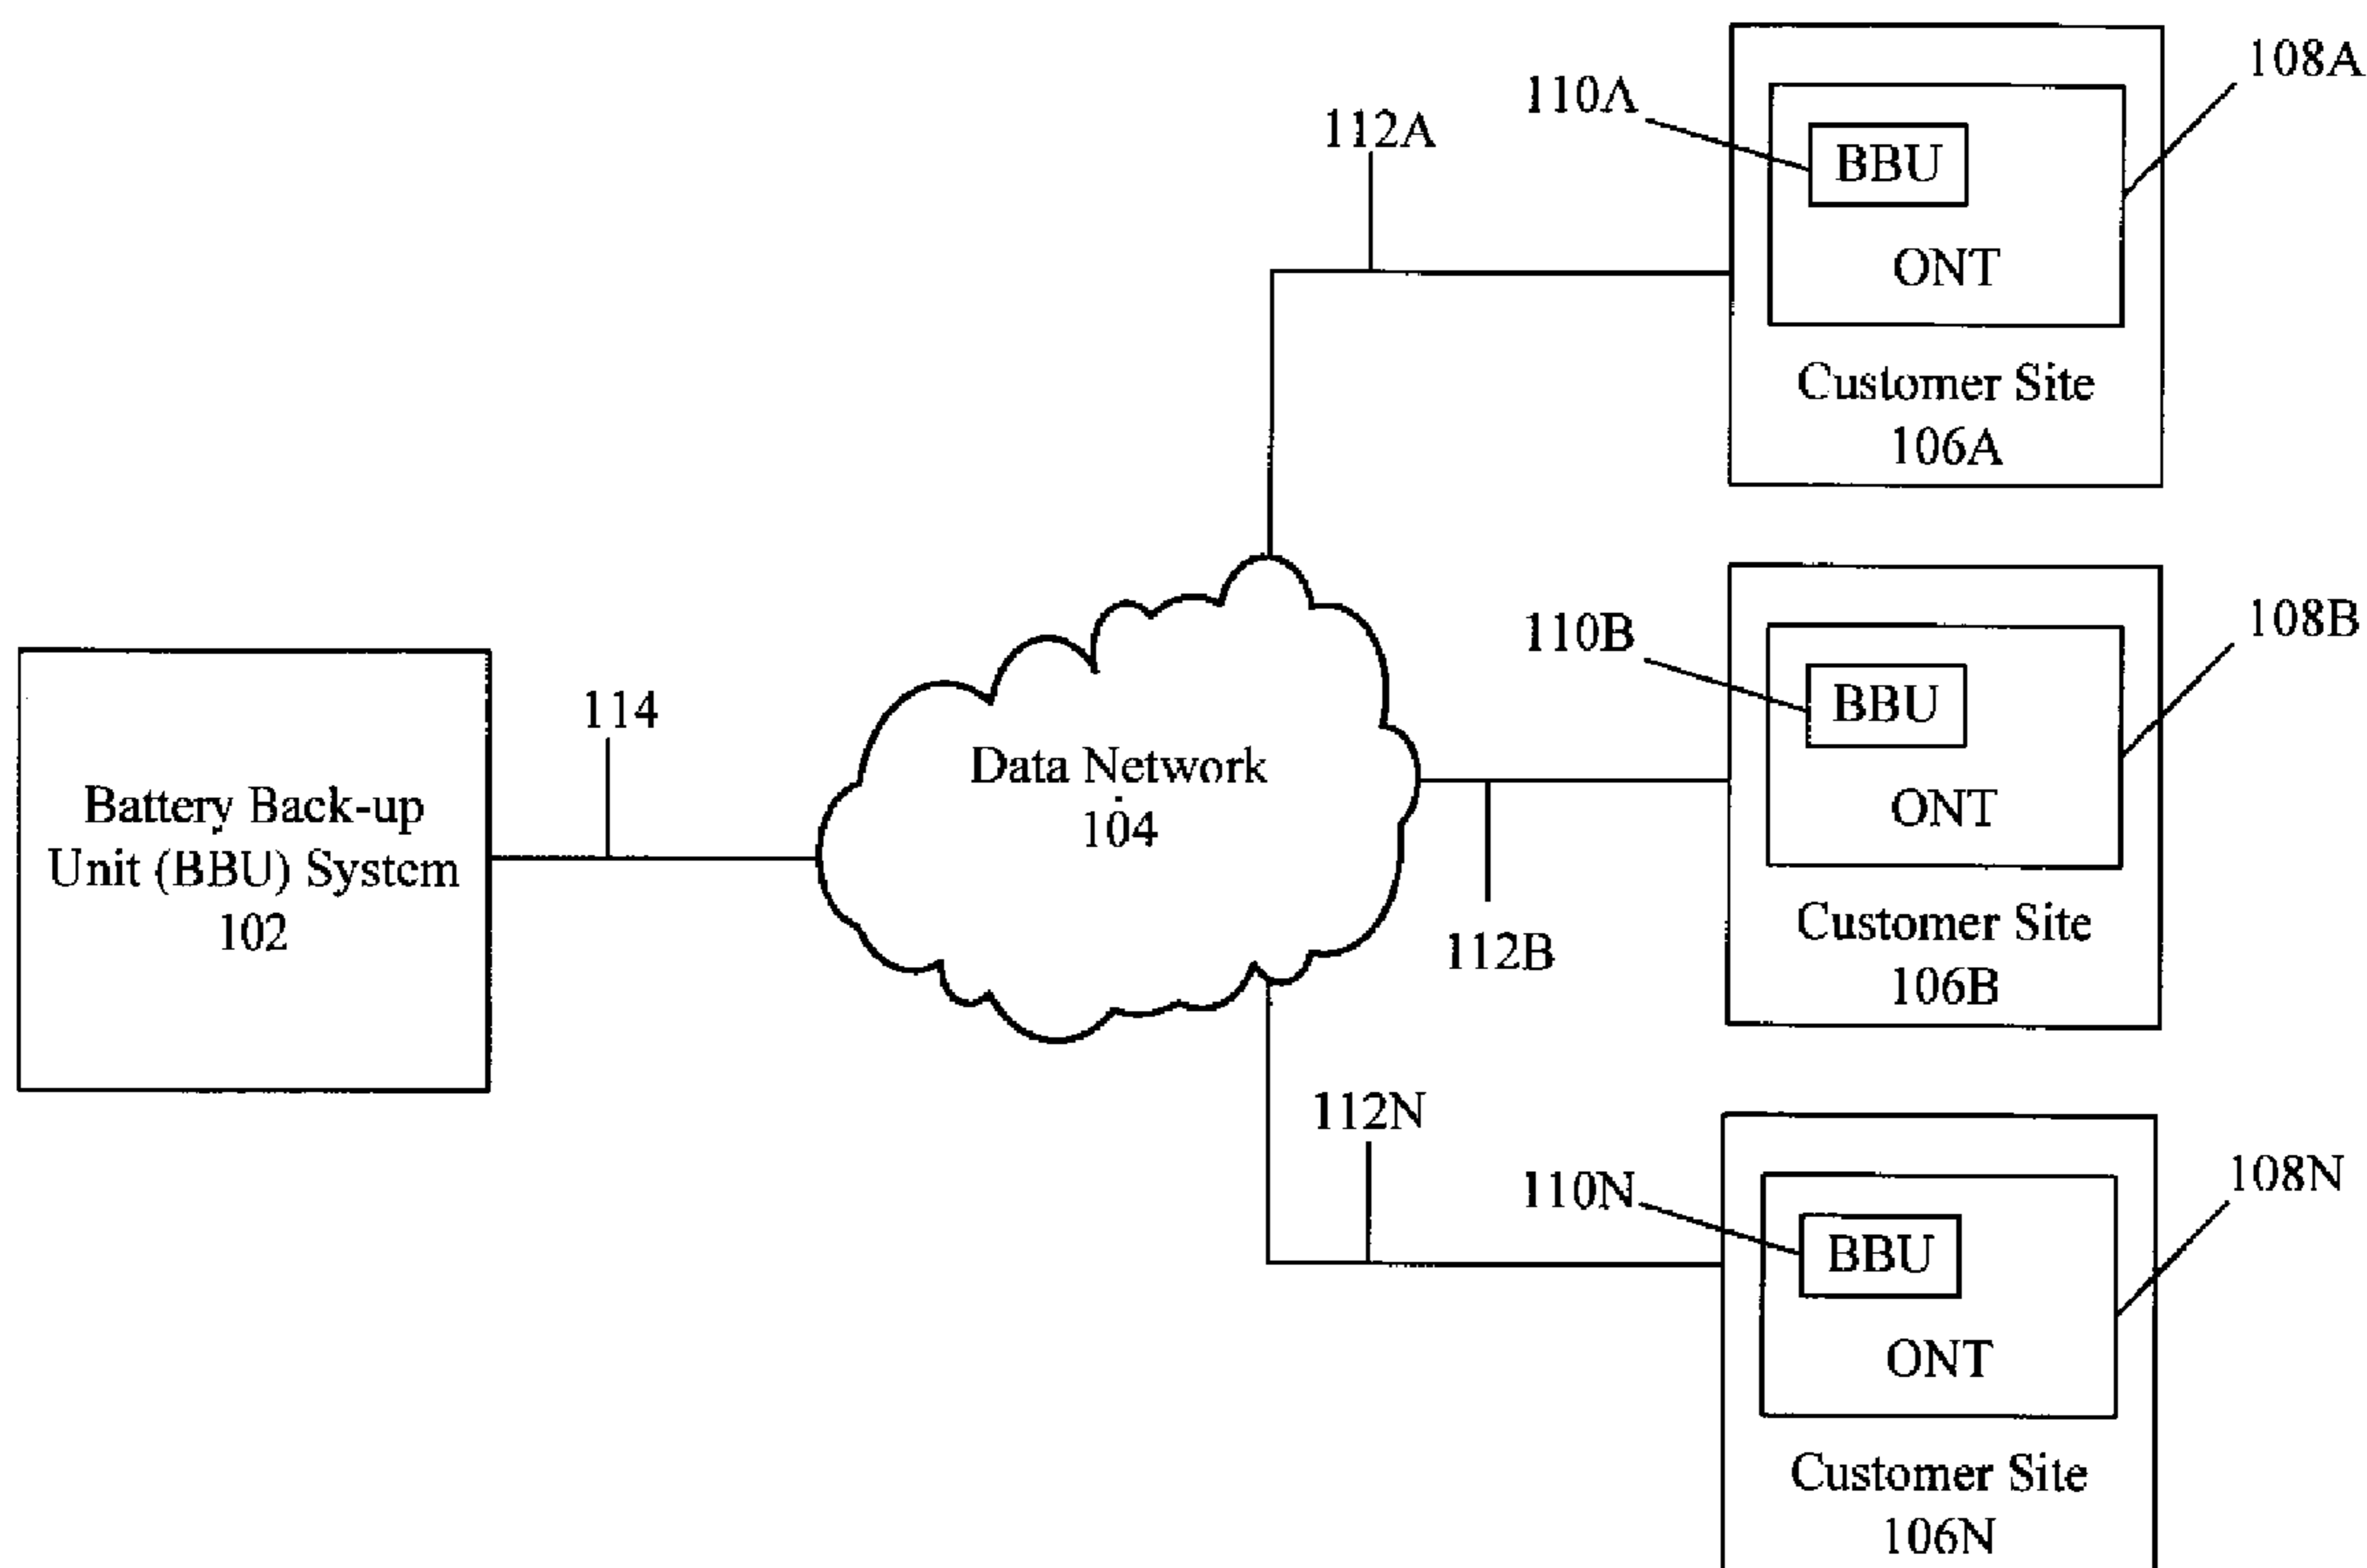 108A
110A
112A
BBU
ONT
Customer Site
106A
108B
110B
BBU
ONT
Customer Site
106B
112B
114
Data Network
104
Battery Back-up
Unit (BBU) System
102
112N
108N
110N
BBU
ONT
Customer Site
106N